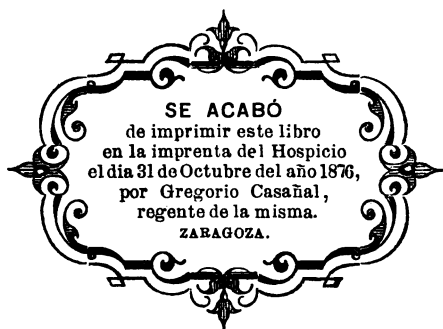 SE ACABÓ
de imprimir este libro
en la imprenta del Hospicio
el dia 31 de Octubre del año 1876,
por Gregorio Casañal,
regente de la misma.
ZARAGOZA.